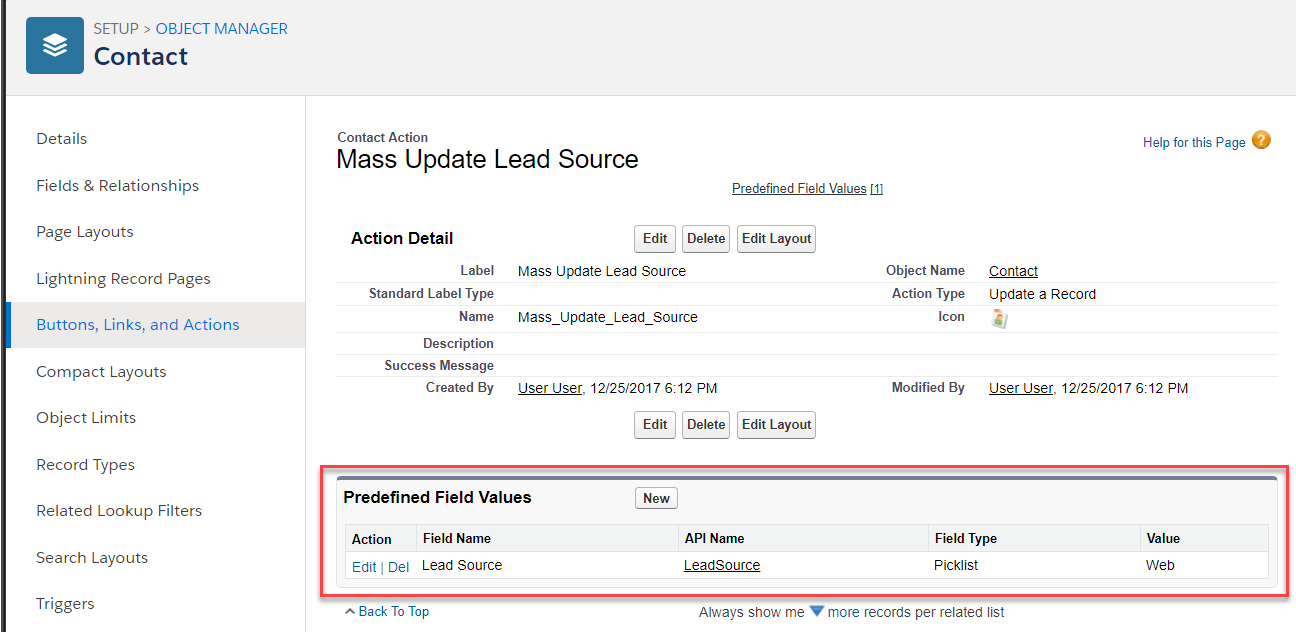 SETUP > OBJECT MANAGER
Contact
Details
Fields & Relationships
Page Layouts
Lightning Record Pages
Buttons, Links, and Actions
Compact Layouts
Object Limits
Record Types
Related Lookup Filters
Search Layouts
Triggers
Contact Action
Mass Update Lead Source
Help for this Page ?
Predefined Field Values [1]
Action Detail Edit Delete Edit Layout
Label Mass Update Lead Source Object Name Contact
Standard Label Type Action Type Update a Record
Name Mass_Update_Lead_Source Icon
Description
Success Message
Created By User User, 12/25/2017 6:12 PM Modified By User User, 12/25/2017 6:12 PM
Edit Delete Edit Layout
Predefined Field Values New
Action Field Name API Name Field Type Value
Edit | Del Lead Source LeadSource Picklist Web
Back To Top Always show me more records per related list